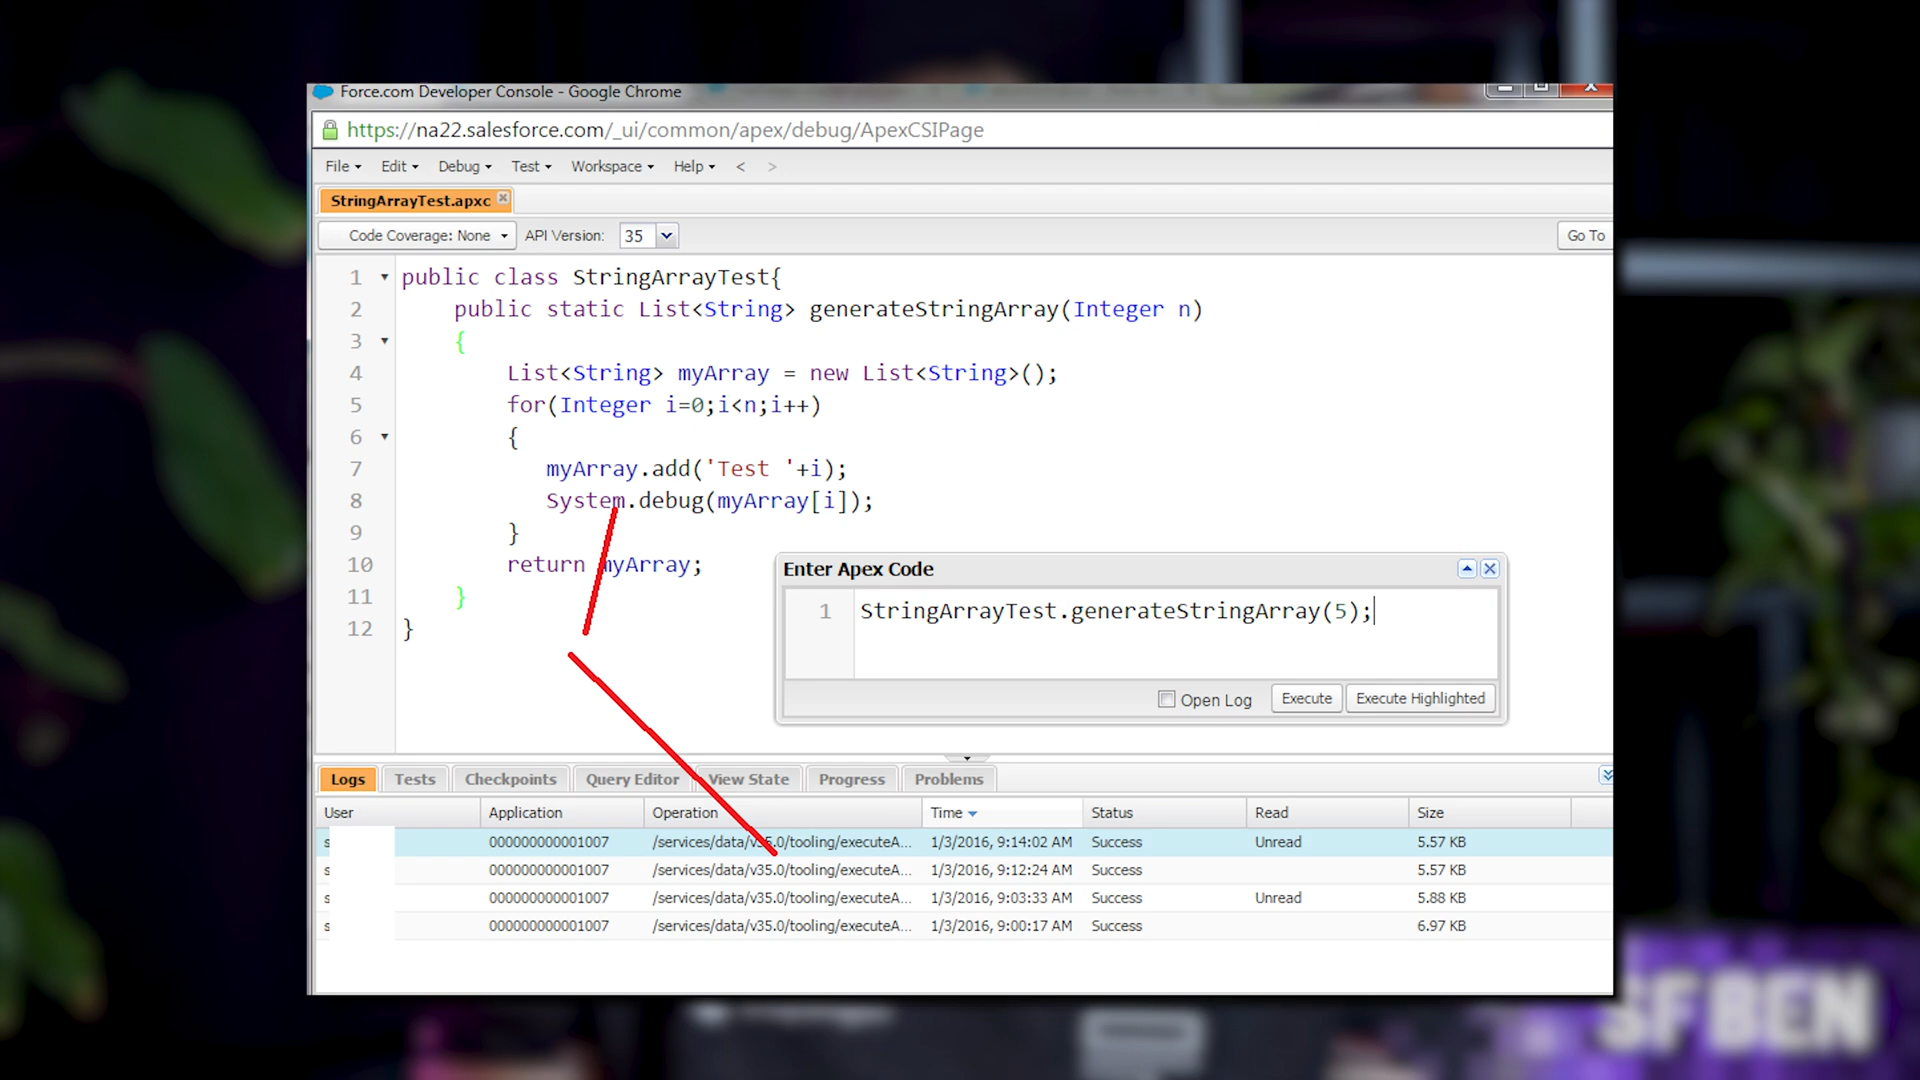 Force.com Developer Console - Google Chrome
https://na22.salesforce.com/_ui/common/apex/debug/ApexCSIPage
File Edit Debug Test Workspace Help < >
StringArrayTest.apxc
Code Coverage: None API Version: 35 Go To
1 public class StringArrayTest{
2 public static List<String> generateStringArray(Integer n)
3 {
4 List<String> myArray = new List<String>();
5 for(Integer i=0;i<n;i++)
6 {
7 myArray.add('Test '+i);
8 System.debug(myArray[i]);
9 }
10 return myArray;
11 }
12 }
Enter Apex Code
1 StringArrayTest.generateStringArray(5);
Open Log Execute Execute Highlighted
Logs Tests Checkpoints Query Editor View State Progress Problems
User Application Operation Time Status Read Size
s 000000000001007 /services/data/v35.0/tooling/executeA... 1/3/2016, 9:14:02 AM Success Unread 5.57 KB
s 000000000001007 /services/data/v35.0/tooling/executeA... 1/3/2016, 9:12:24 AM Success 5.57 KB
s 000000000001007 /services/data/v35.0/tooling/executeA... 1/3/2016, 9:03:33 AM Success Unread 5.88 KB
s 000000000001007 /services/data/v35.0/tooling/executeA... 1/3/2016, 9:00:17 AM Success 6.97 KB
SFBEN